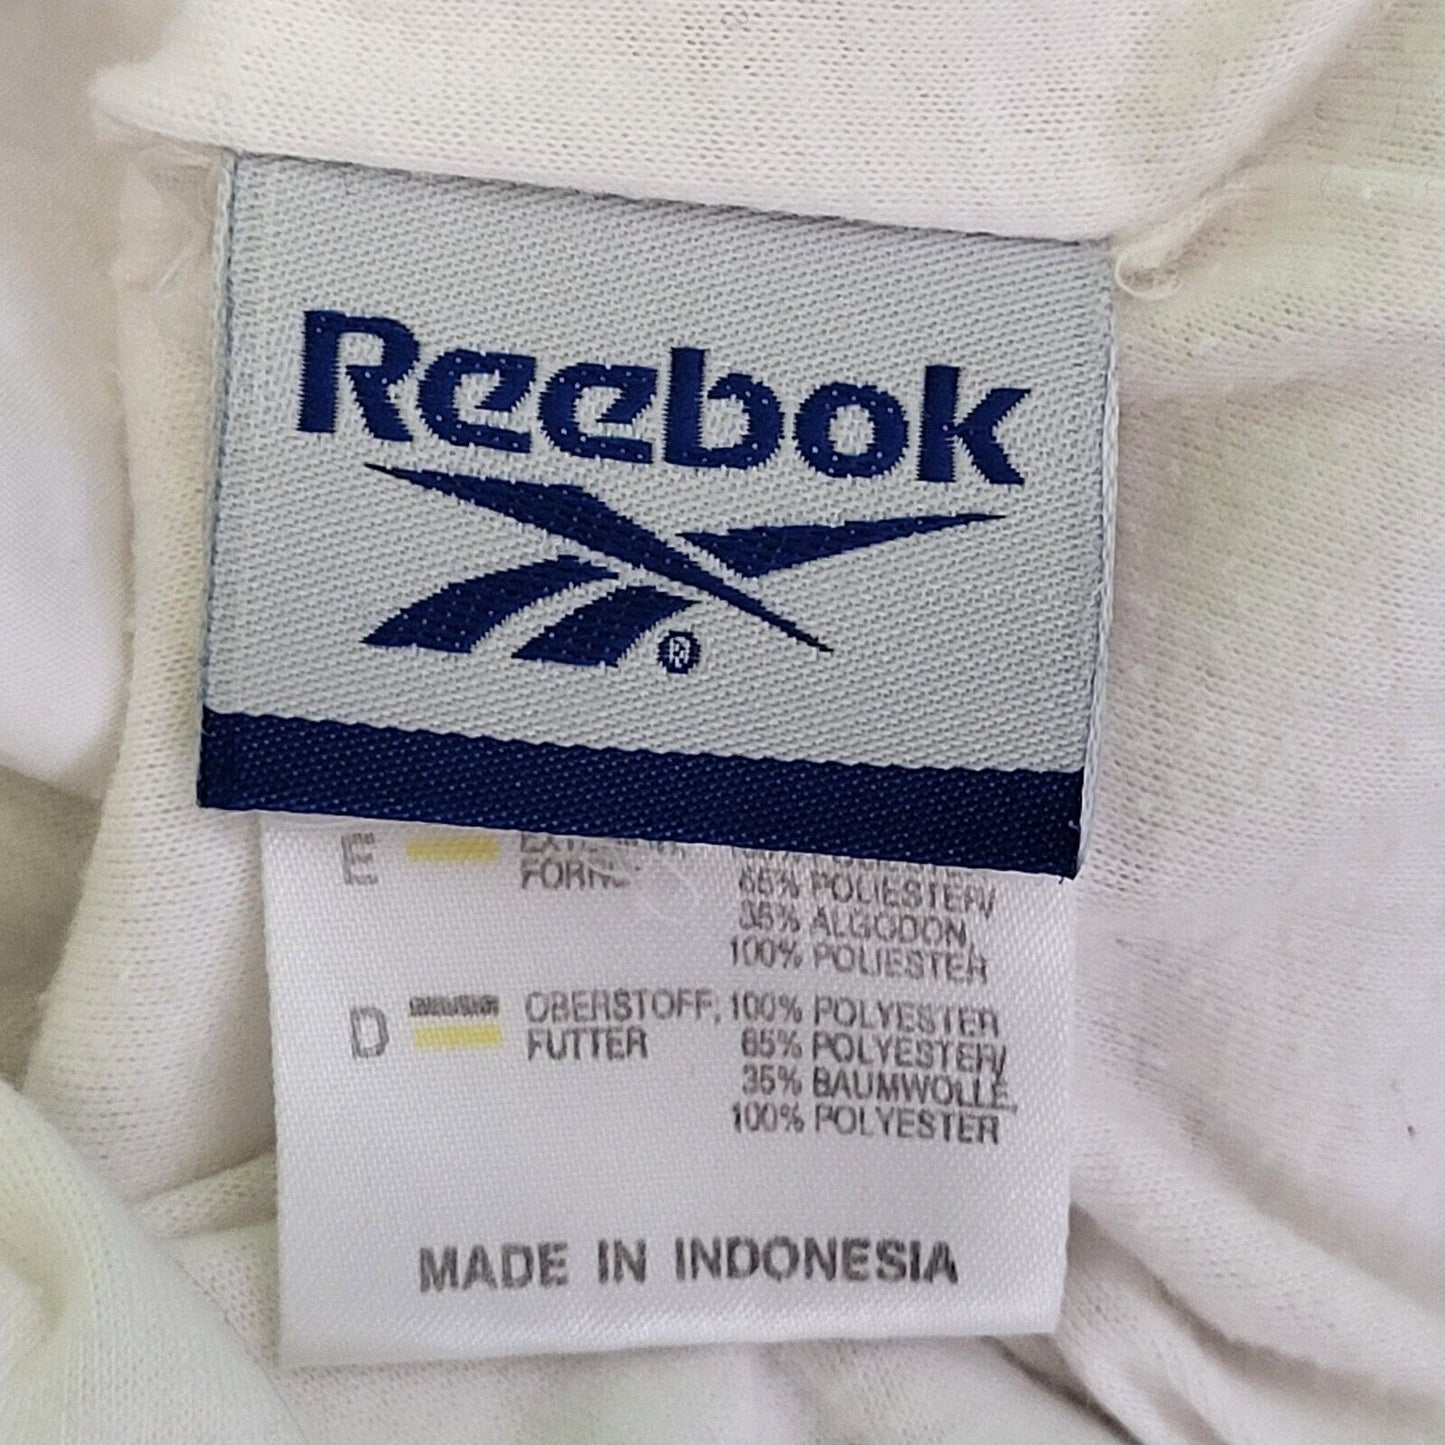 Reebok
®
E
65% POLIESTER/
35% ALGODON,
100% POLIESTER
D OBERSTOFF; 100% POLYESTER
FUTTER 65% POLYESTER/
35% BAUMWOLLE,
100% POLYESTER
MADE IN INDONESIA